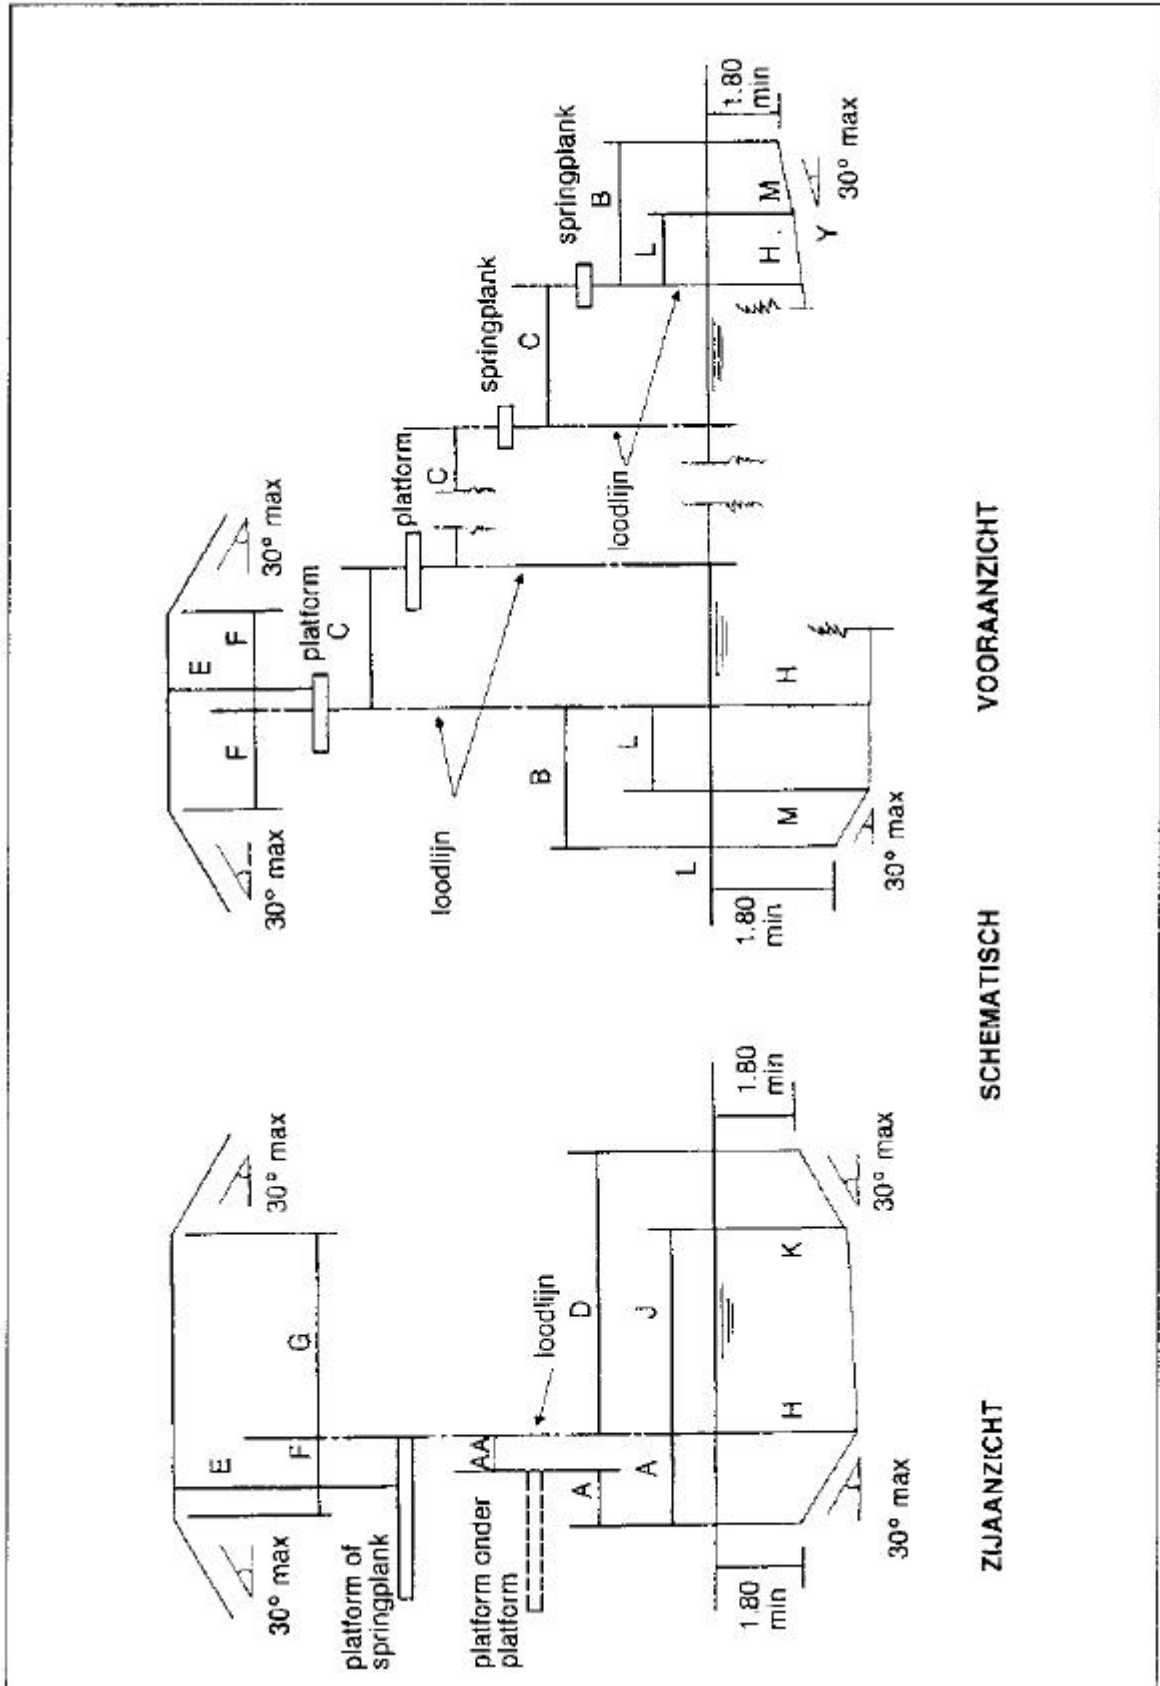 30° max
E
F
G
30° max
platform of
springplank
platform onder
platform
AA
loodlijn
A
A
D
J
1.80
min
H
K
1.80
min
30° max
30° max
ZIJAANZICHT
SCHEMATISCH
30° max
F
E
F
30° max
platform
C
platform
C
springplank
C
springplank
B
L
loodlijn
loodlijn
B
L
L
1.80
min
M
H
30° max
H
M
Y
1.80
min
30° max
VOORAANZICHT